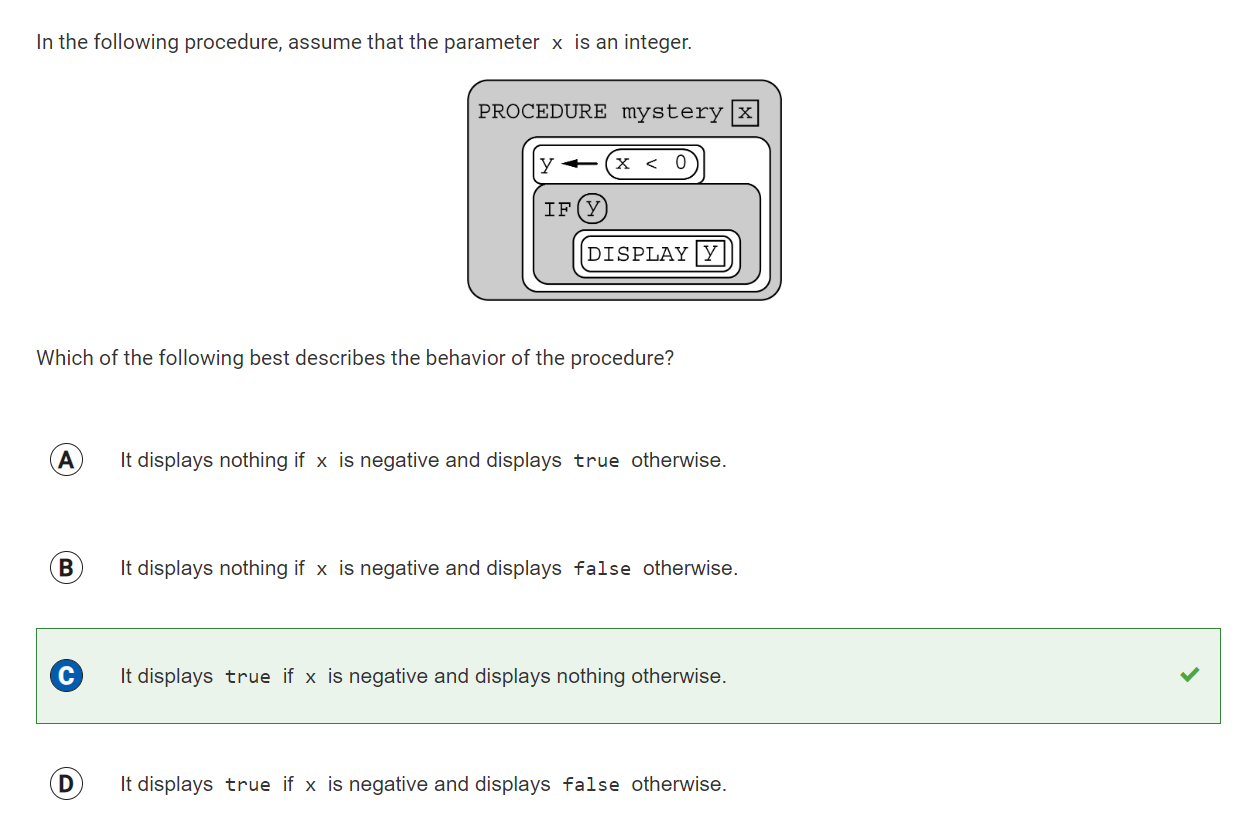 In the following procedure, assume that the parameter x is an integer.
PROCEDURE mystery x
y ← x < 0
IF y
DISPLAY y
Which of the following best describes the behavior of the procedure?
A It displays nothing if x is negative and displays true otherwise.
B It displays nothing if x is negative and displays false otherwise.
C It displays true if x is negative and displays nothing otherwise.
D It displays true if x is negative and displays false otherwise.